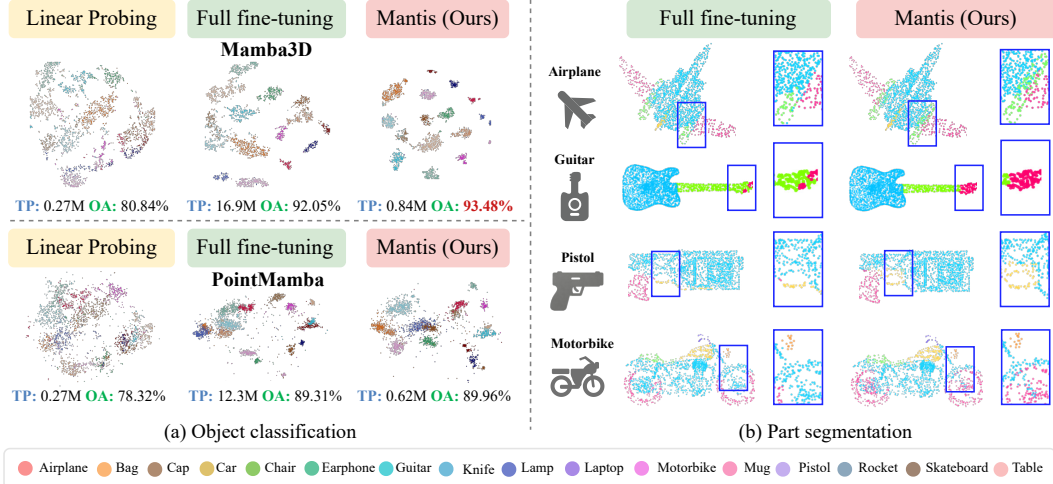 Linear Probing Full fine-tuning Mantis (Ours)
Mamba3D
TP: 0.27M OA: 80.84% TP: 16.9M OA: 92.05% TP: 0.84M OA: 93.48%
Linear Probing Full fine-tuning Mantis (Ours)
PointMamba
TP: 0.27M OA: 78.32% TP: 12.3M OA: 89.31% TP: 0.62M OA: 89.96%
(a) Object classification
Full fine-tuning Mantis (Ours)
Airplane
Guitar
Pistol
Motorbike
(b) Part segmentation
Airplane Bag Cap Car Chair Earphone Guitar Knife Lamp Laptop Motorbike Mug Pistol Rocket Skateboard Table